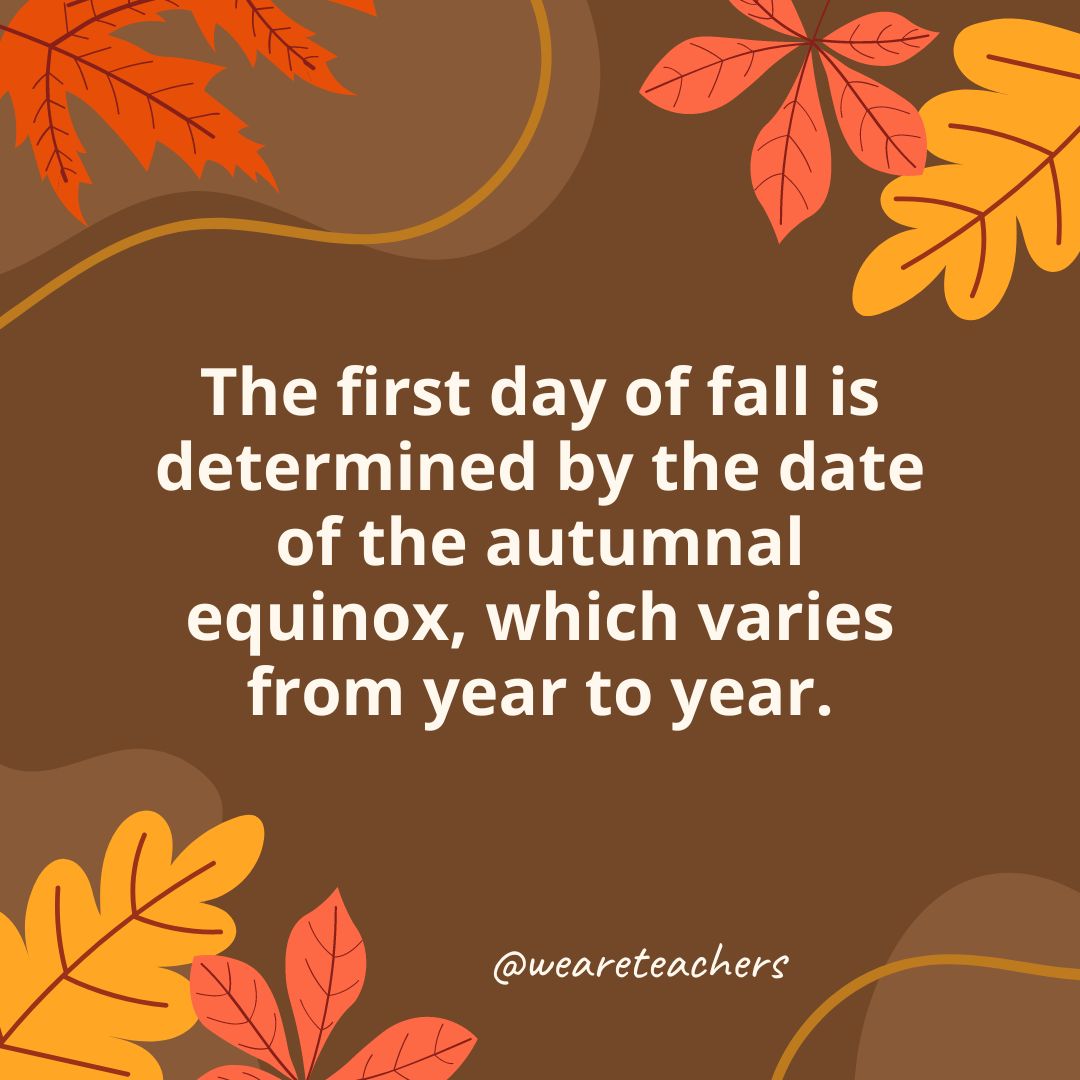 The first day of fall is
determined by the date
of the autumnal
equinox, which varies
from year to year.
@weareteachers